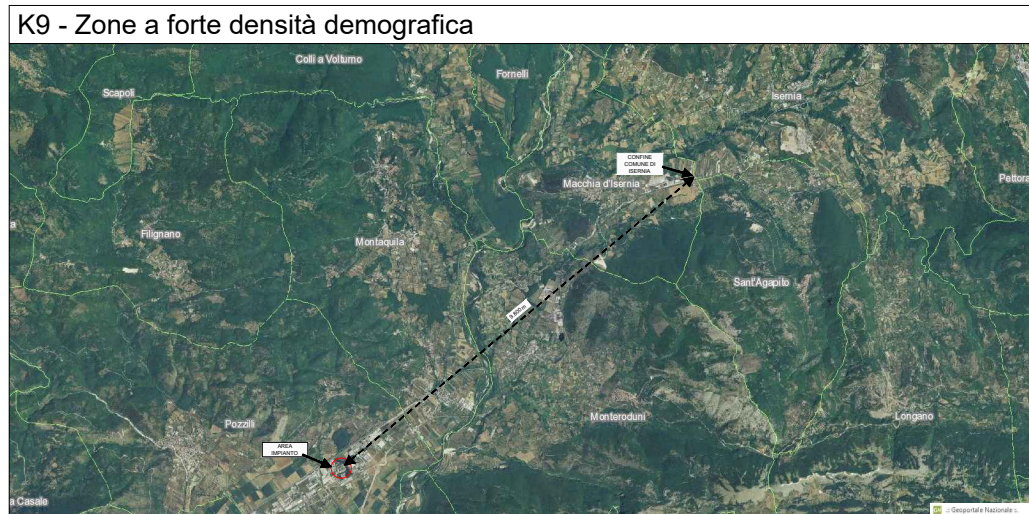 K9 - Zone a forte densità demografica
Colli a Volturno
Fornelli
Scapoli
Isernia
CONFINE
COMUNE DI
ISERNIA
Macchia d'Isernia
Pettora
a
Filignano
Montaquila
Sant'Agapito
Monteroduni
Longano
Pozzilli
AREA
IMPIANTO
a Casale
.: Geoportale Nazionale :.